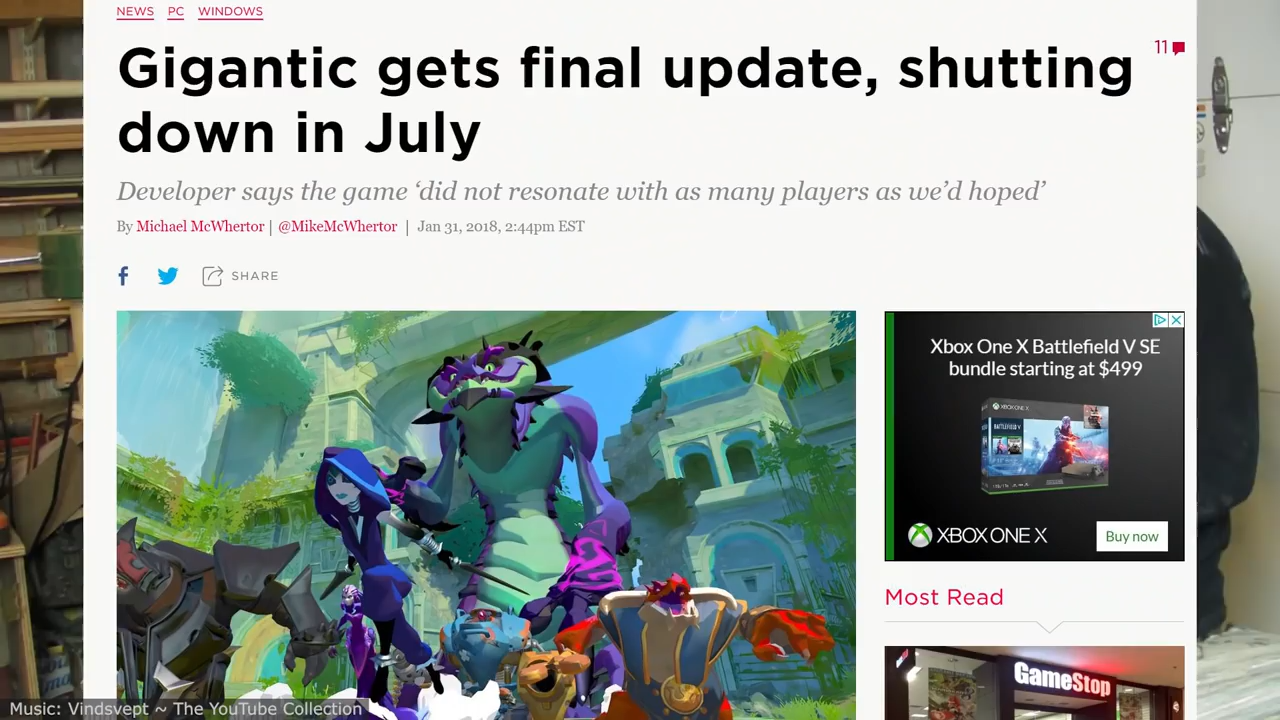 NEWS PC WINDOWS
Gigantic gets final update, shutting
down in July
11
Developer says the game ‘did not resonate with as many players as we’d hoped’
By Michael McWhertor | @MikeMcWhertor | Jan 31, 2018, 2:44pm EST
SHARE
Xbox One X Battlefield V SE
bundle starting at $499
XBOX ONE X
BATTLEFIELD V
XBOX ONE X
Buy now
Most Read
GameStop
Music: Vindsvept ~ The YouTube Collection